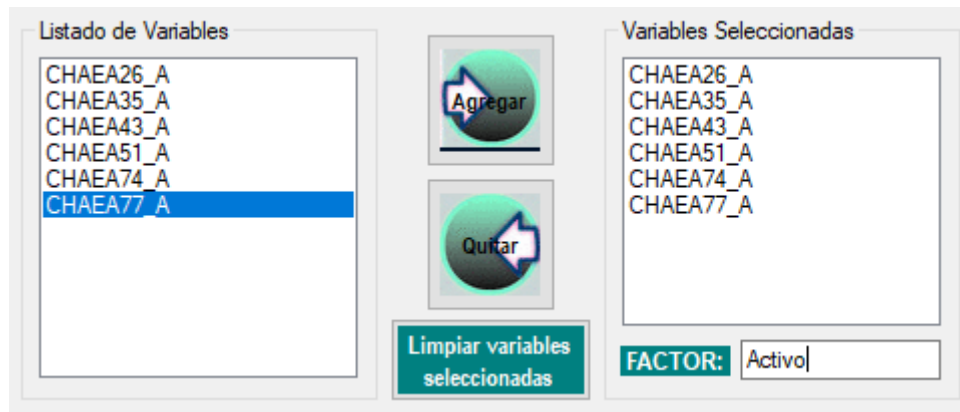 Listado de Variables
CHAEA26_A
CHAEA35_A
CHAEA43_A
CHAEA51_A
CHAEA74_A
CHAEA77_A
Agregar
Quitar
Limpiar variables
seleccionadas
Variables Seleccionadas
CHAEA26_A
CHAEA35_A
CHAEA43_A
CHAEA51_A
CHAEA74_A
CHAEA77_A
FACTOR: Activo